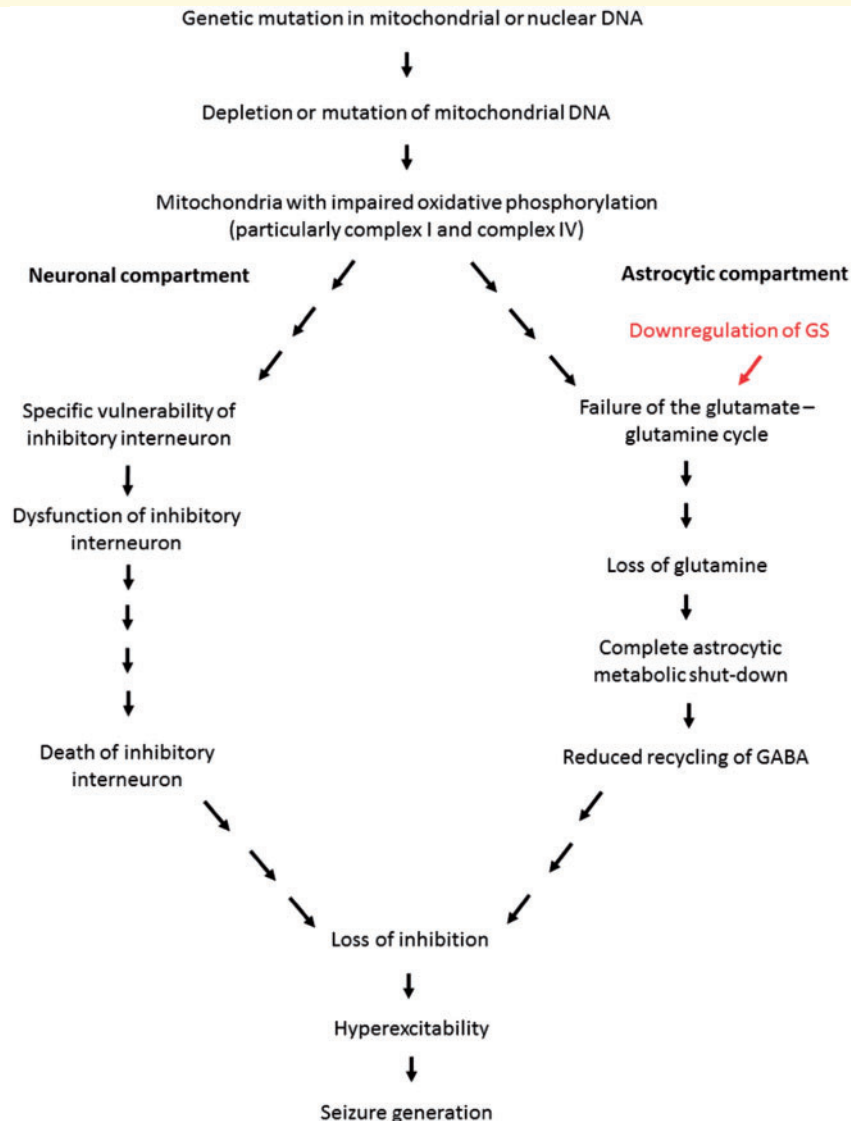 Genetic mutation in mitochondrial or nuclear DNA
Depletion or mutation of mitochondrial DNA
Mitochondria with impaired oxidative phosphorylation
(particularly complex I and complex IV)
Neuronal compartment
Astrocytic compartment
Downregulation of GS
Specific vulnerability of
inhibitory interneuron
Failure of the glutamate –
glutamine cycle
Dysfunction of inhibitory
interneuron
Loss of glutamine
Complete astrocytic
metabolic shut-down
Death of inhibitory
interneuron
Reduced recycling of GABA
Loss of inhibition
Hyperexcitability
Seizure generation